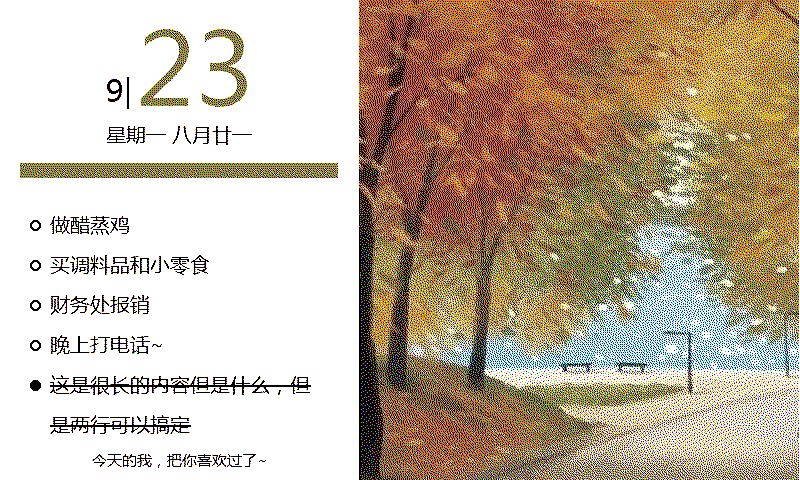 9| 23
星期一 八月廿一
做醋蒸鸡
买调料品和小零食
财务处报销
晚上打电话~
这是很长的内容但是什么，但
是两行可以搞定
今天的我，把你喜欢过了~